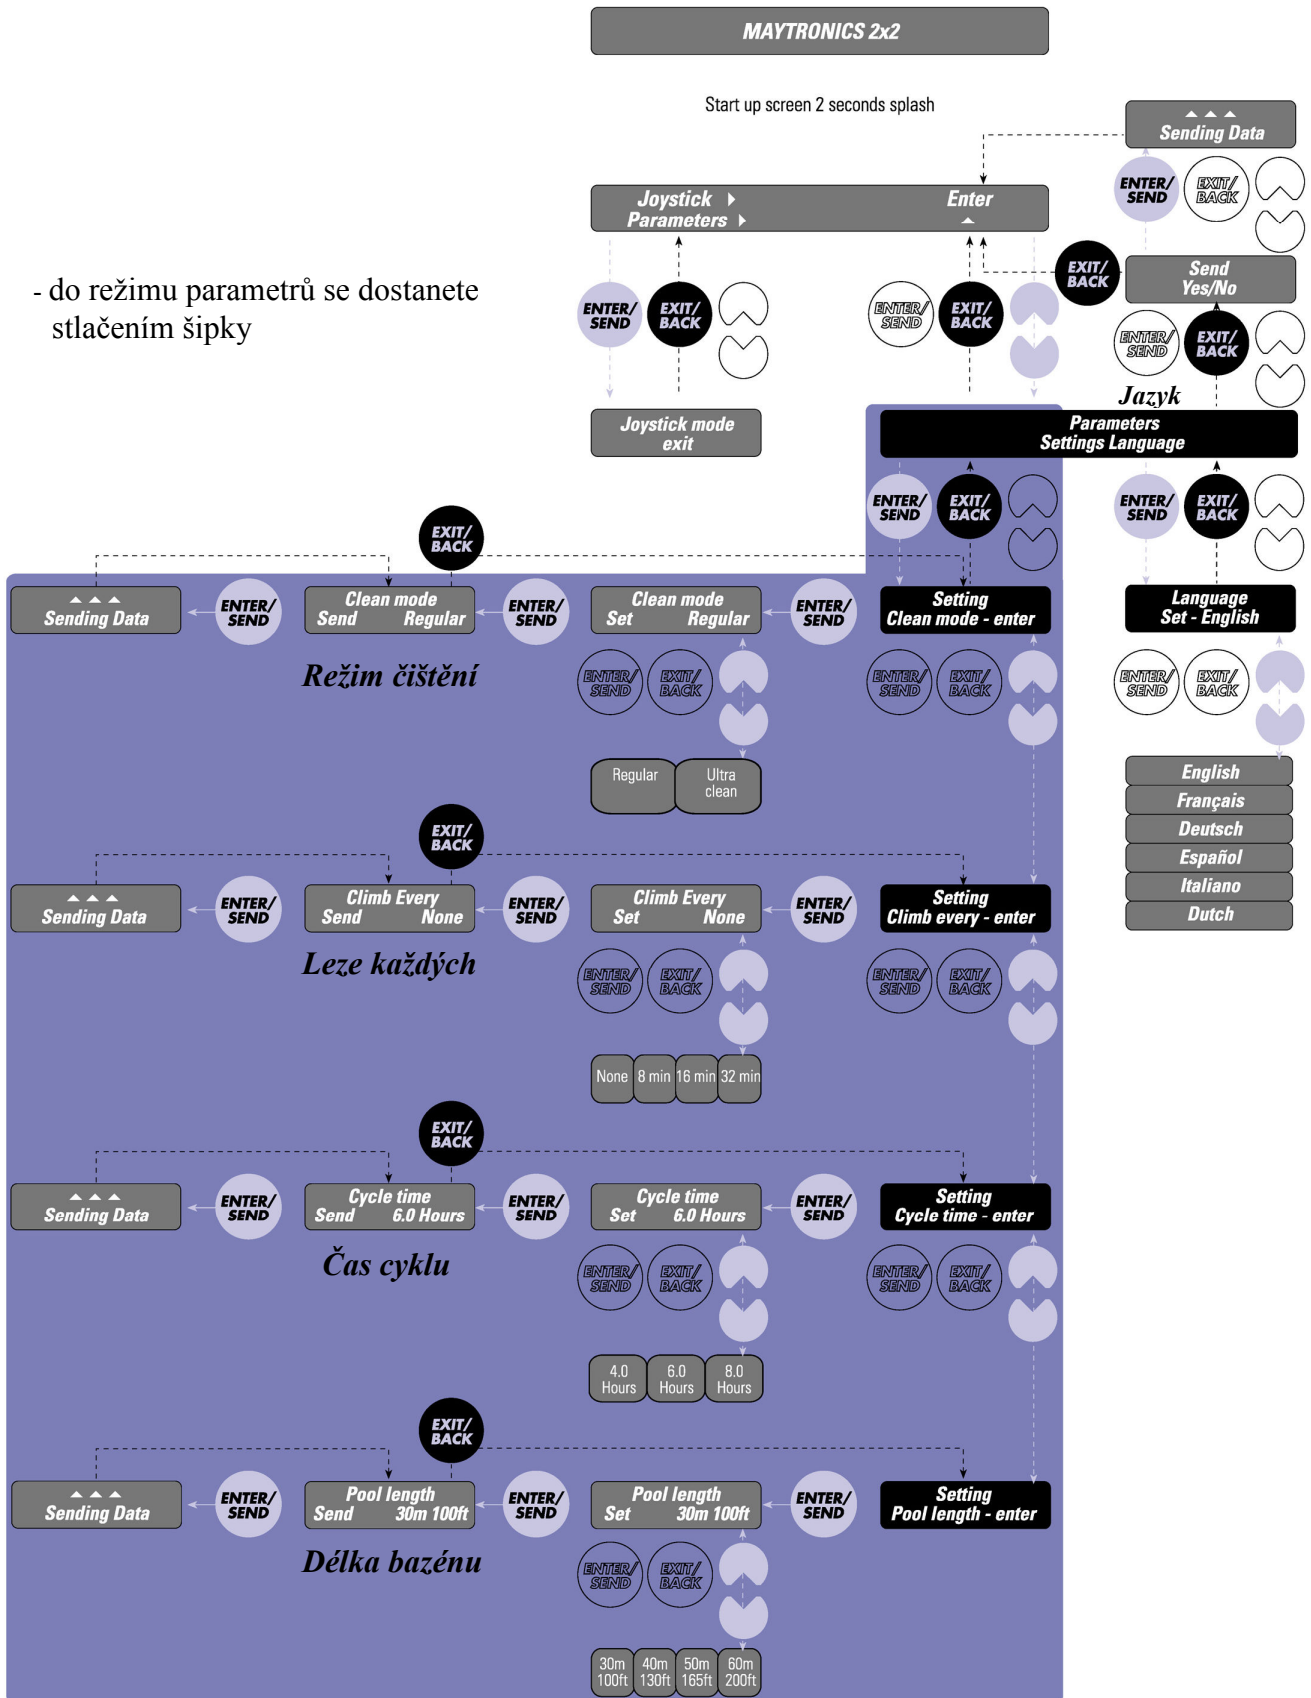 MAYTRONICS 2x2
Start up screen 2 seconds splash
Sending Data
ENTER/
SEND
EXIT/
BACK
Joystick
Parameters
Enter
EXIT/
BACK
Send
Yes/No
- do režimu parametrů se dostanete
stlačením šipky
ENTER/
SEND
EXIT/
BACK
ENTER/
SEND
EXIT/
BACK
ENTER/
SEND
EXIT/
BACK
Jazyk
Joystick mode
exit
Parameters
Settings Language
ENTER/
SEND
EXIT/
BACK
ENTER/
SEND
EXIT/
BACK
EXIT/
BACK
Sending Data
ENTER/
SEND
Clean mode
Send Regular
ENTER/
SEND
Clean mode
Set Regular
ENTER/
SEND
Setting
Clean mode - enter
Language
Set - English
Režim čištění
ENTER/
SEND
EXIT/
BACK
ENTER/
SEND
EXIT/
BACK
ENTER/
SEND
EXIT/
BACK
Regular
Ultra
clean
English
Français
Deutsch
Español
Italiano
Dutch
EXIT/
BACK
Sending Data
ENTER/
SEND
Climb Every
Send None
ENTER/
SEND
Climb Every
Set None
ENTER/
SEND
Setting
Climb every - enter
Leze každých
ENTER/
SEND
EXIT/
BACK
ENTER/
SEND
EXIT/
BACK
None 8 min 16 min 32 min
EXIT/
BACK
Sending Data
ENTER/
SEND
Cycle time
Send 6.0 Hours
ENTER/
SEND
Cycle time
Set 6.0 Hours
ENTER/
SEND
Setting
Cycle time - enter
Čas cyklu
ENTER/
SEND
EXIT/
BACK
ENTER/
SEND
EXIT/
BACK
4.0
Hours
6.0
Hours
8.0
Hours
EXIT/
BACK
Sending Data
ENTER/
SEND
Pool length
Send 30m 100ft
ENTER/
SEND
Pool length
Set 30m 100ft
ENTER/
SEND
Setting
Pool length - enter
Délka bazénu
ENTER/
SEND
EXIT/
BACK
30m
100ft
40m
130ft
50m
165ft
60m
200ft